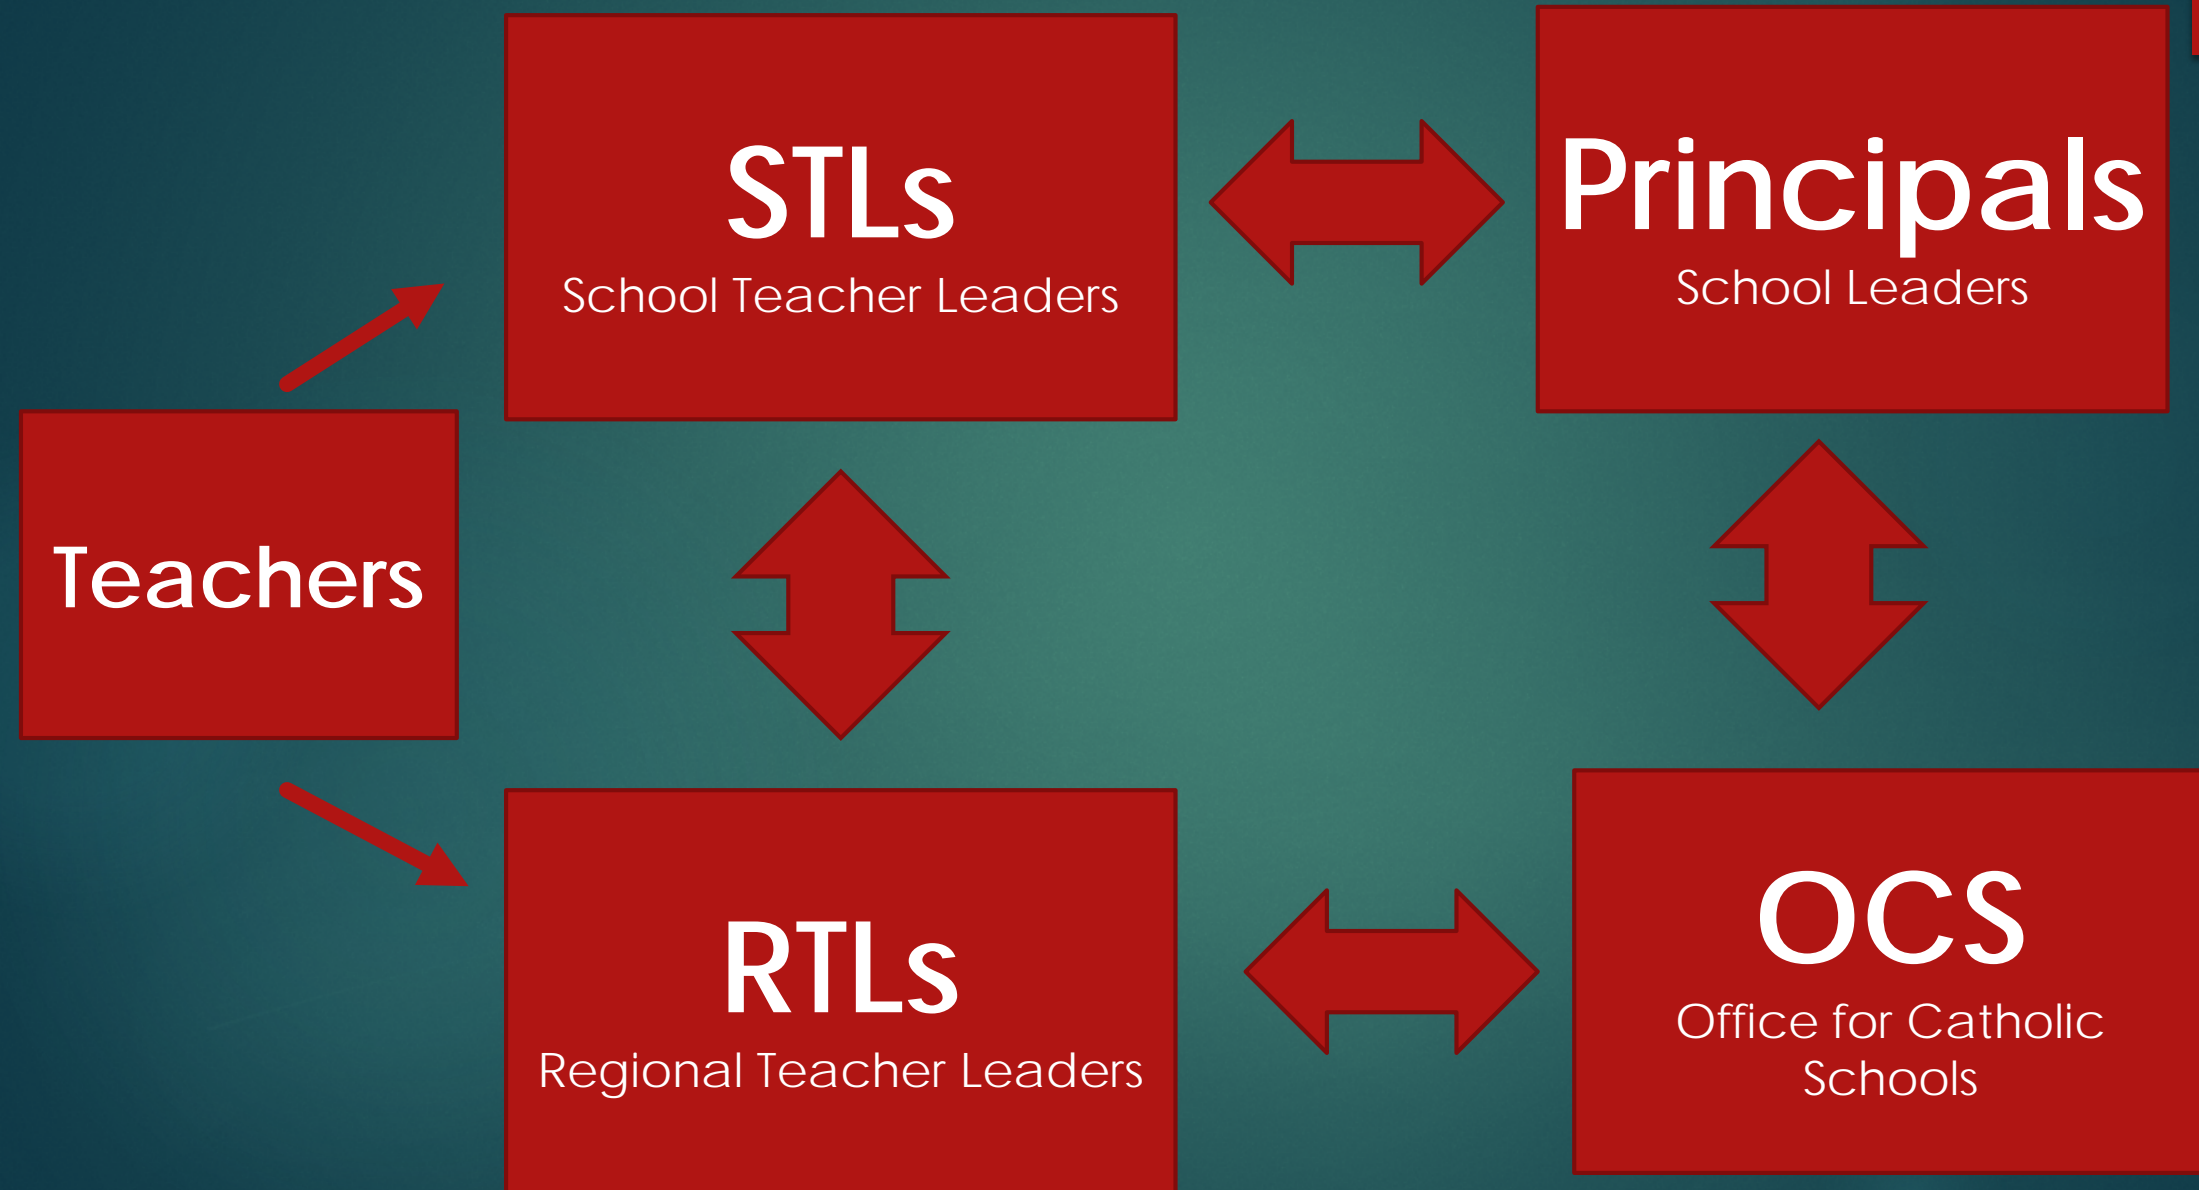 STLs
School Teacher Leaders
Principals
School Leaders
Teachers
RTLs
Regional Teacher Leaders
OCS
Office for Catholic
Schools